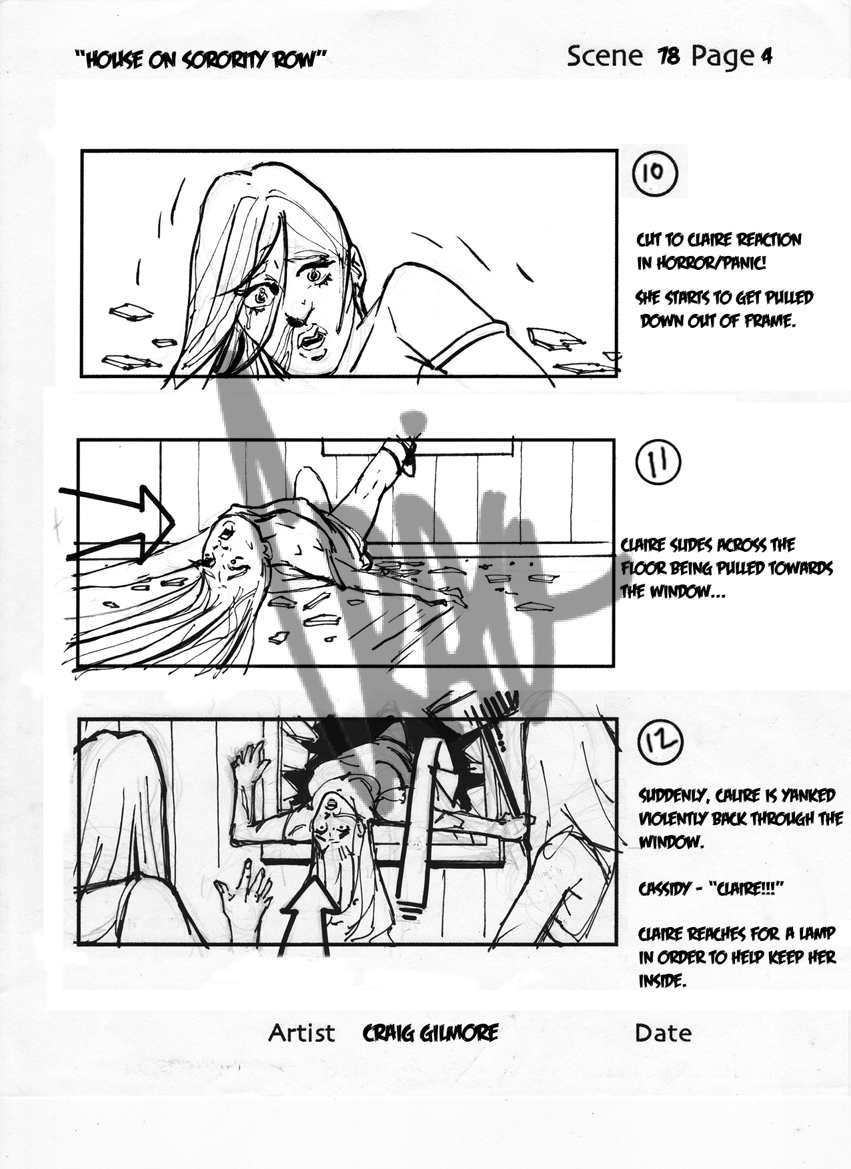 "HOUSE ON SORORITY ROW" Scene 78 Page 4
10
CUT TO CLAIRE REACTION
IN HORROR/PANIC!
SHE STARTS TO GET PULLED
DOWN OUT OF FRAME.
11
CLAIRE SLIDES ACROSS THE
FLOOR BEING PULLED TOWARDS
THE WINDOW...
12
SUDDENLY, CALIRE IS YANKED
VIOLENTLY BACK THROUGH THE
WINDOW.
CASSIDY - "CLAIRE!!!"
CLAIRE REACHES FOR A LAMP
IN ORDER TO HELP KEEP HER
INSIDE.
Artist CRAIG GILMORE Date